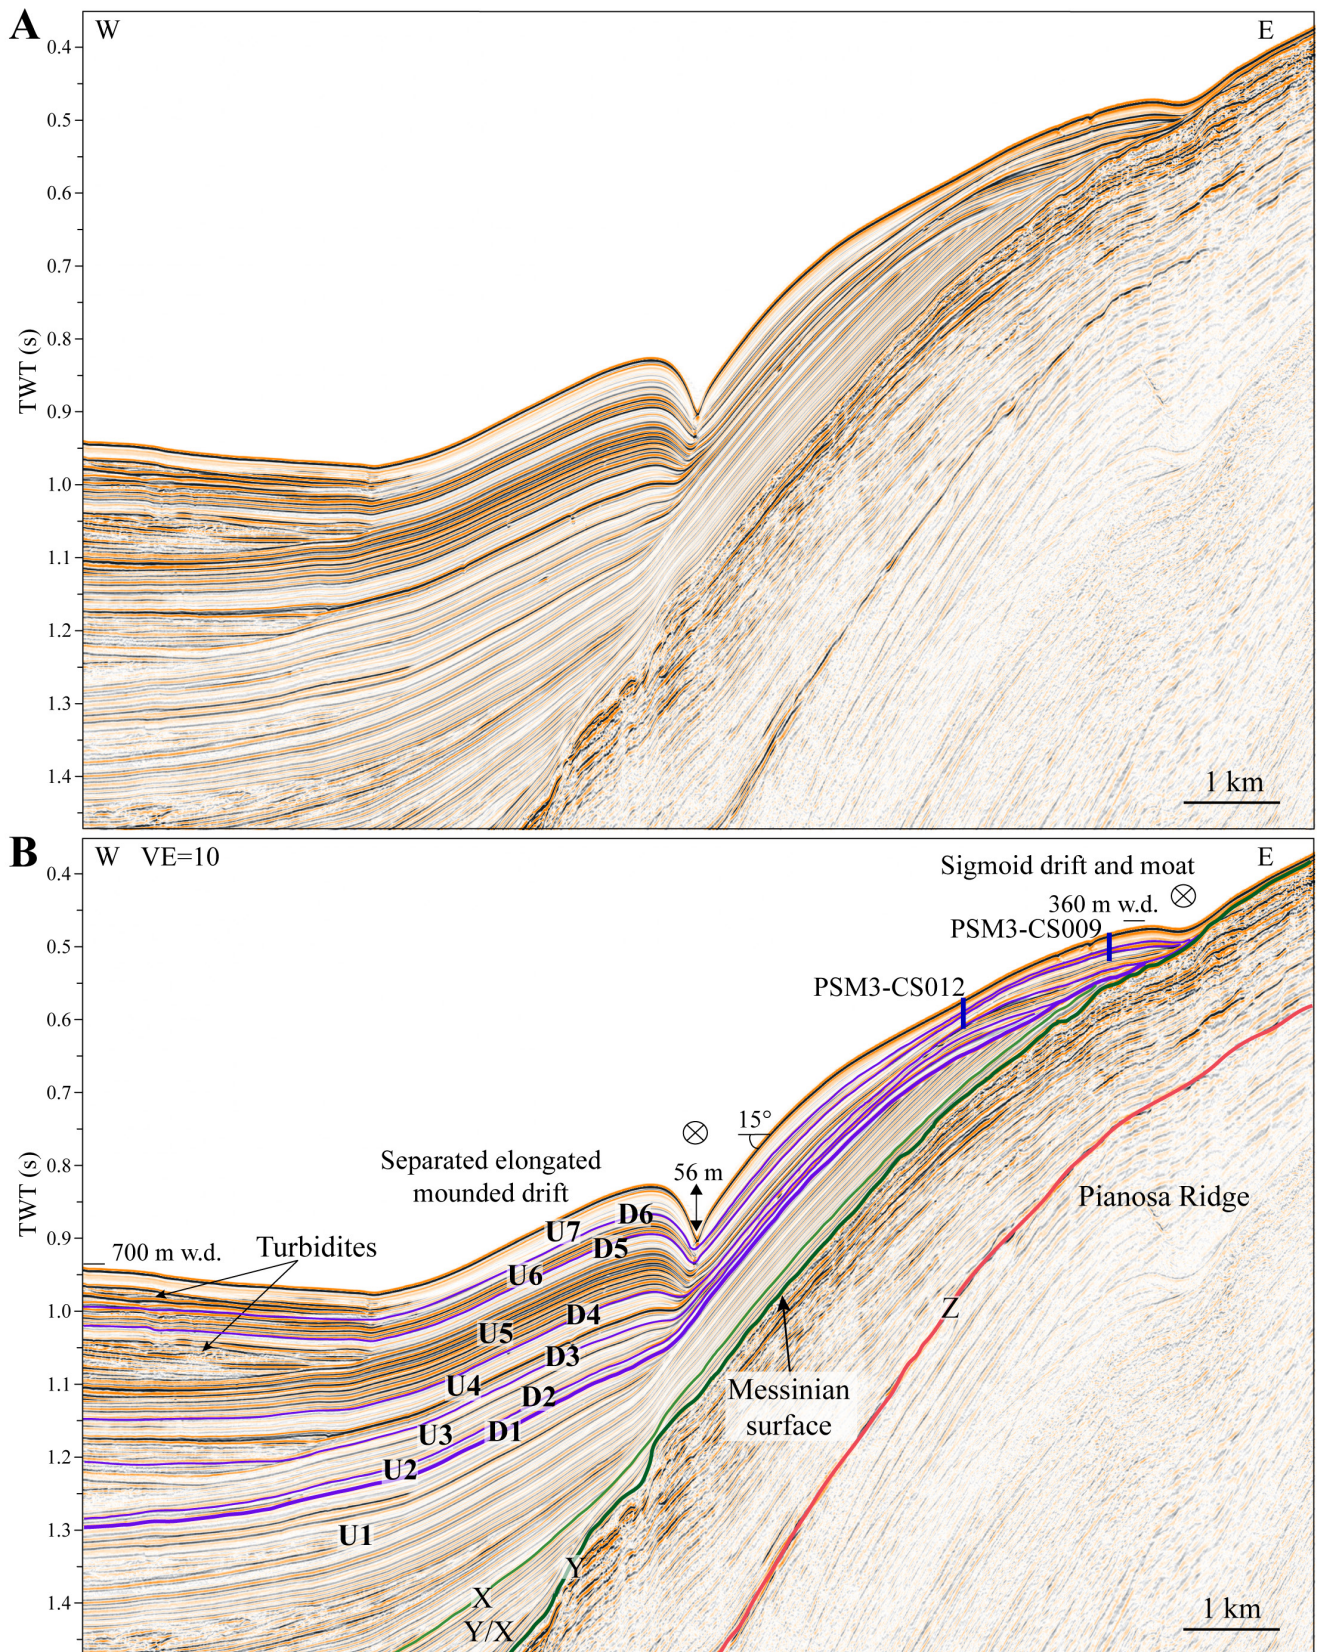 A
W
E
0.4
0.5
0.6
0.7
0.8
0.9
1.0
1.1
1.2
1.3
1.4
TWT (s)
1 km
B
W VE=10
E
Sigmoid drift and moat
360 m w.d.
PSM3-CS009
PSM3-CS012
0.4
0.5
0.6
0.7
0.8
0.9
1.0
1.1
1.2
1.3
1.4
TWT (s)
15°
56 m
Separated elongated
mounded drift
Pianosa Ridge
700 m w.d.
Turbidites
D6
U7
D5
U6
D4
U5
D3
U4
D2
D1
U3
U2
U1
Z
Messinian
surface
Y
X
Y/X
1 km